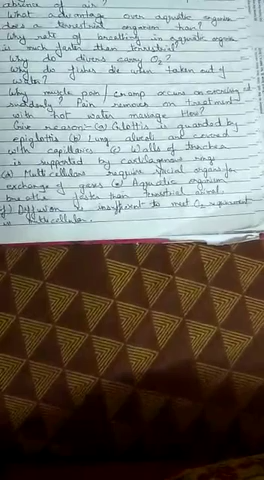 absence of air?
What advantage over aquatic organism
has a terrestrial organism than?
Why rate of breathing in aquatic organism
is much faster than terrestrial?
Why do divers carry O2?
Why do fishes die when taken out of
water?
Why muscle pain/cramp occurs on exercising
suddenly? Pain removes on treatment
with hot water massage How?
Give reason - (a) Glottis is guarded by
epiglottis (b) Lung alveoli are covered
with capillaries (c) Walls of trachea
is supported by cartilagenous rings
(d) Multicellulars require special organs for
exchange of gases (e) Aquatic organism
breathe faster than terrestrial animal.
(f) Diffusion is insufficient to meet O2 requirement
in Multicellular.